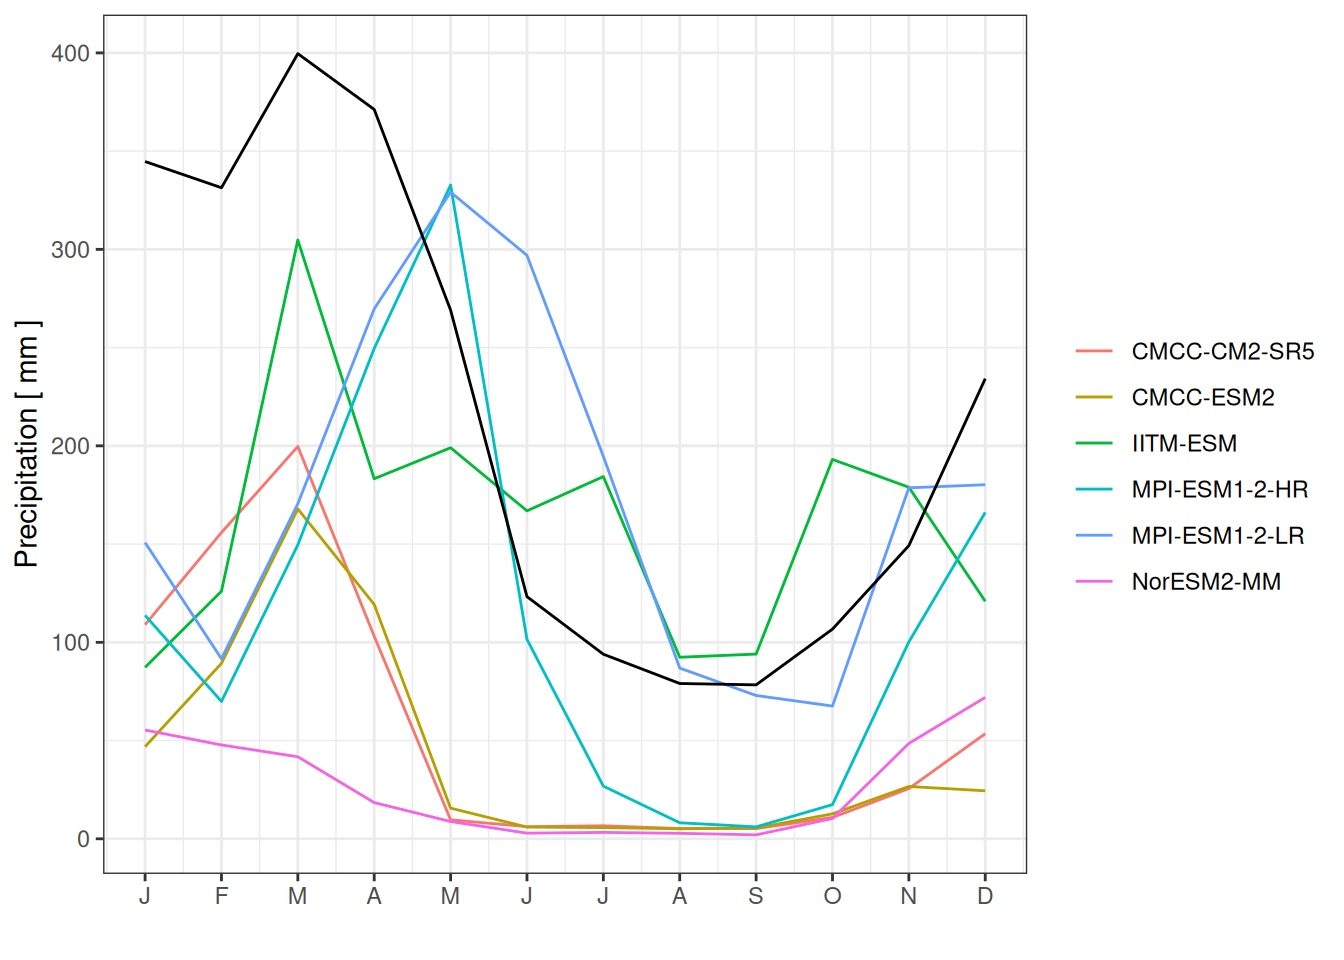 Precipitation [ mm ]
400
300
200
100
0
J F M A M J J A S O N D
CMCC-CM2-SR5
CMCC-ESM2
IITM-ESM
MPI-ESM1-2-HR
MPI-ESM1-2-LR
NorESM2-MM